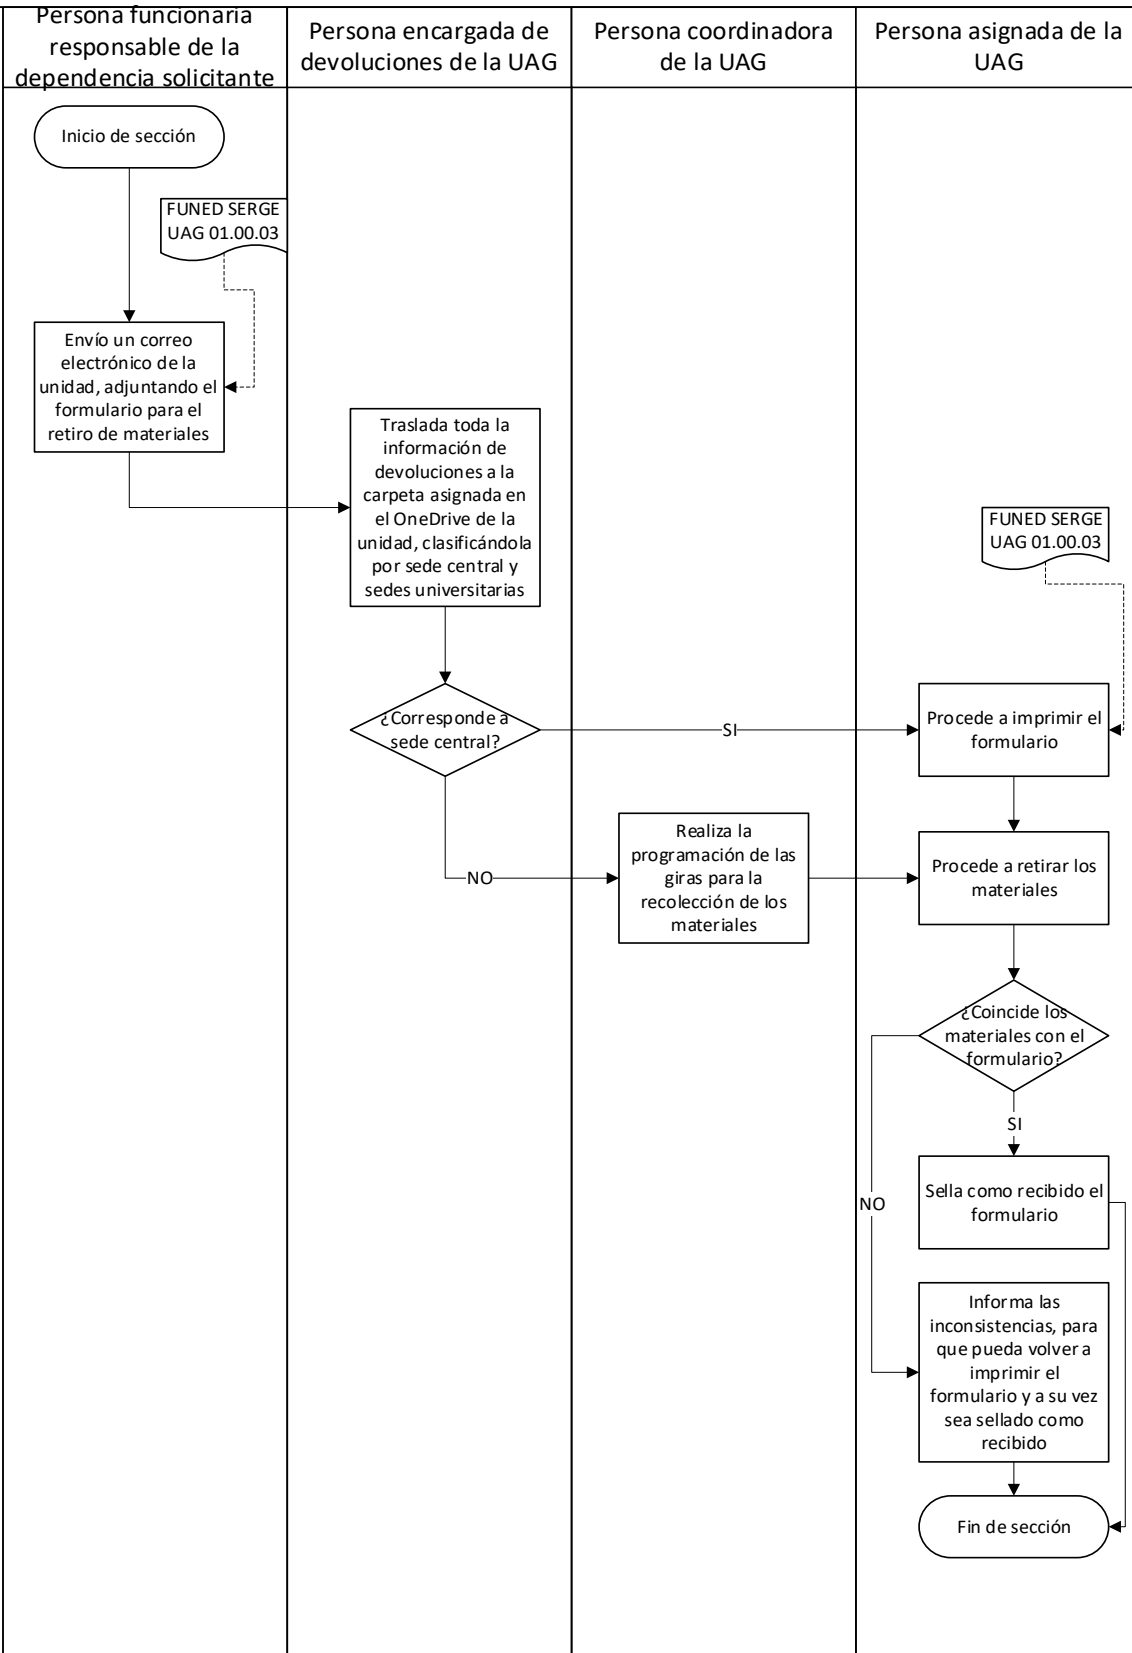 Persona funcionaria
responsable de la
dependencia solicitante
Persona encargada de
devoluciones de la UAG
Persona coordinadora
de la UAG
Persona asignada de la
UAG
Inicio de sección
FUNED SERGE
UAG 01.00.03
Envío un correo
electrónico de la
unidad, adjuntando el
formulario para el
retiro de materiales
Traslada toda la
información de
devoluciones a la
carpeta asignada en
el OneDrive de la
unidad, clasificándola
por sede central y
sedes universitarias
FUNED SERGE
UAG 01.00.03
¿Corresponde a
sede central?
SI
Procede a imprimir el
formulario
NO
Realiza la
programación de las
giras para la
recolección de los
materiales
Procede a retirar los
materiales
¿Coincide los
materiales con el
formulario?
SI
NO
Sella como recibido el
formulario
Informa las
inconsistencias, para
que pueda volver a
imprimir el
formulario y a su vez
sea sellado como
recibido
Fin de sección